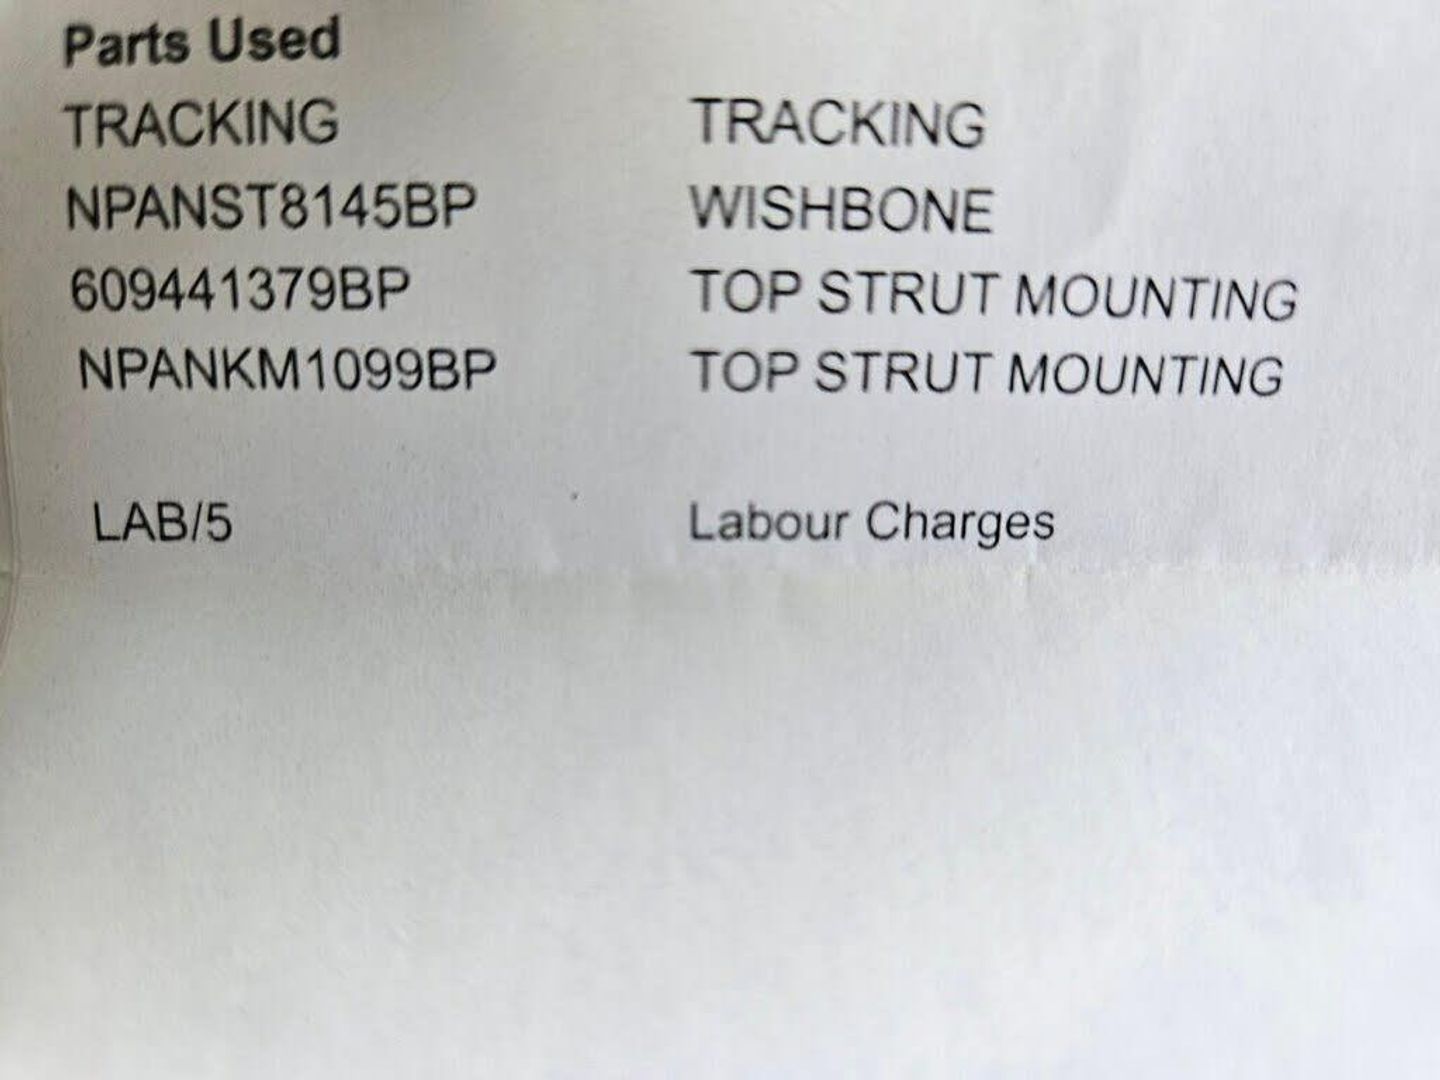 Parts Used
TRACKING TRACKING
NPANST8145BP WISHBONE
609441379BP TOP STRUT MOUNTING
NPANKM1099BP TOP STRUT MOUNTING
LAB/5 Labour Charges